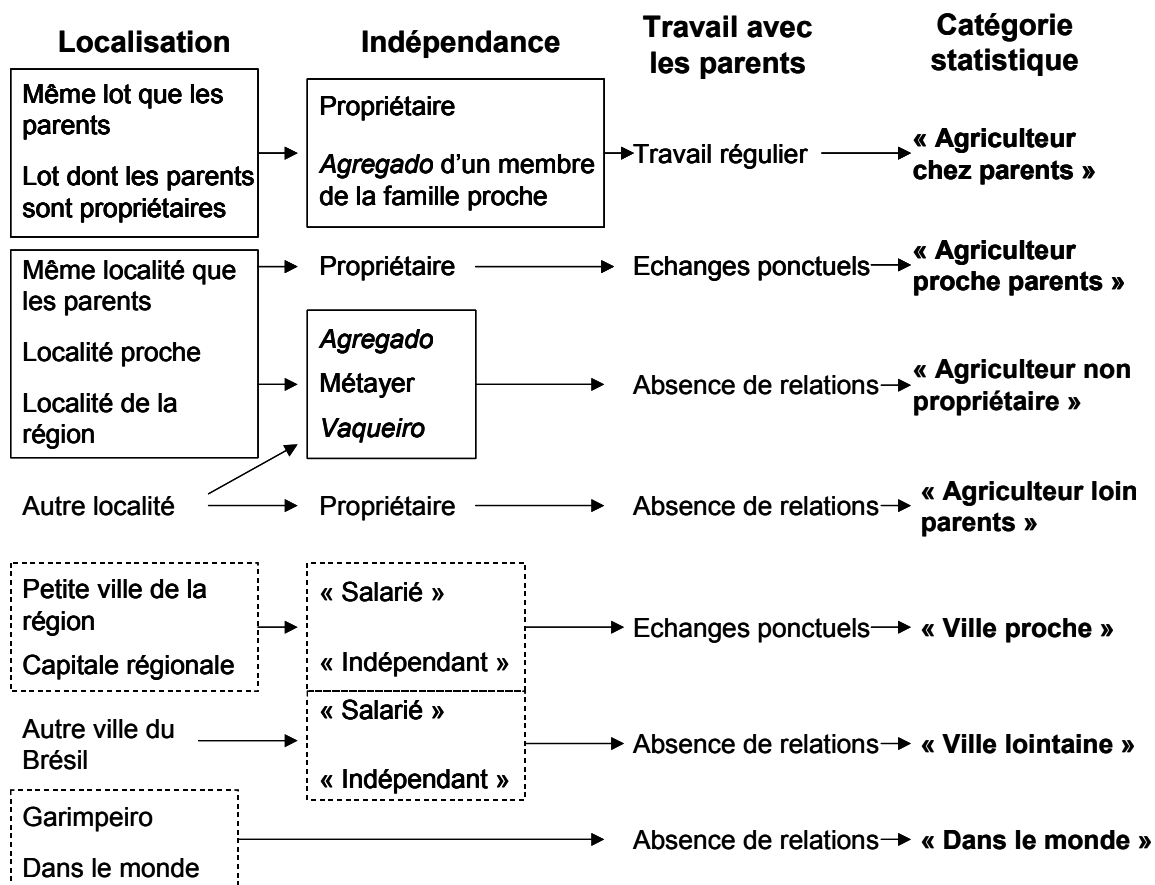 Localisation
Indépendance
Travail avec
les parents
Catégorie
statistique
Même lot que les
parents
Lot dont les parents
sont propriétaires
Propriétaire
Agregado d’un membre
de la famille proche
Travail régulier
« Agriculteur
chez parents »
Même localité que
les parents
Localité proche
Localité de la
région
Propriétaire
Echanges ponctuels
« Agriculteur
proche parents »
Agregado
Métayer
Vaqueiro
Absence de relations
« Agriculteur non
propriétaire »
Autre localité
Propriétaire
Absence de relations
« Agriculteur loin
parents »
Petite ville de la
région
Capitale régionale
« Salarié »
« Indépendant »
Echanges ponctuels
« Ville proche »
Autre ville du
Brésil
« Salarié »
« Indépendant »
Absence de relations
« Ville lointaine »
Garimpeiro
Dans le monde
Absence de relations
« Dans le monde »